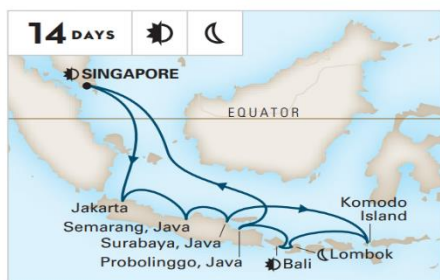 14 DAYS
SINGAPORE
EQUATOR
Jakarta
Komodo
Island
Semarang, Java
Surabaya, Java
Probolinggo, Java
Bali
Lombok